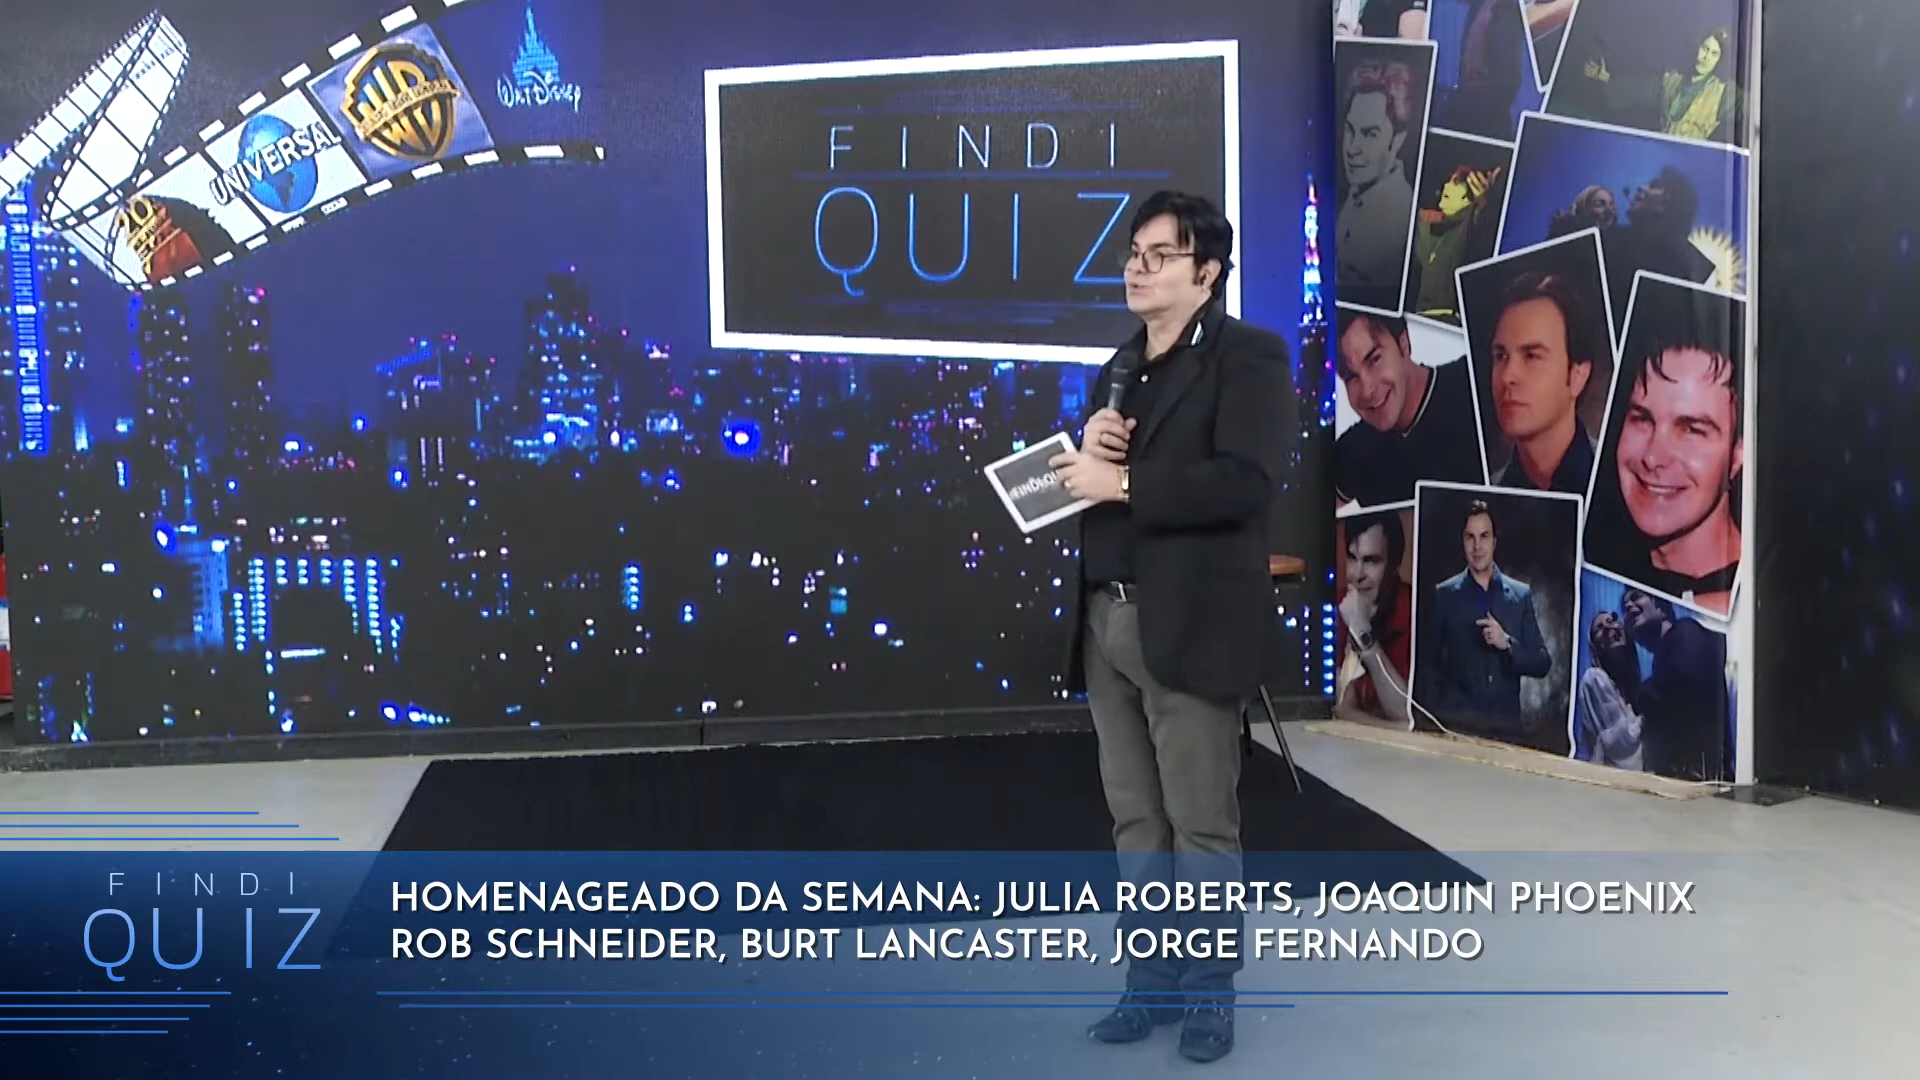 20
UNIVERSAL
WB
WALT DISNEY
FINDI
QUIZ
FINDI
QUIZ
HOMENAGEADO DA SEMANA: JULIA ROBERTS, JOAQUIN PHOENIX
ROB SCHNEIDER, BURT LANCASTER, JORGE FERNANDO